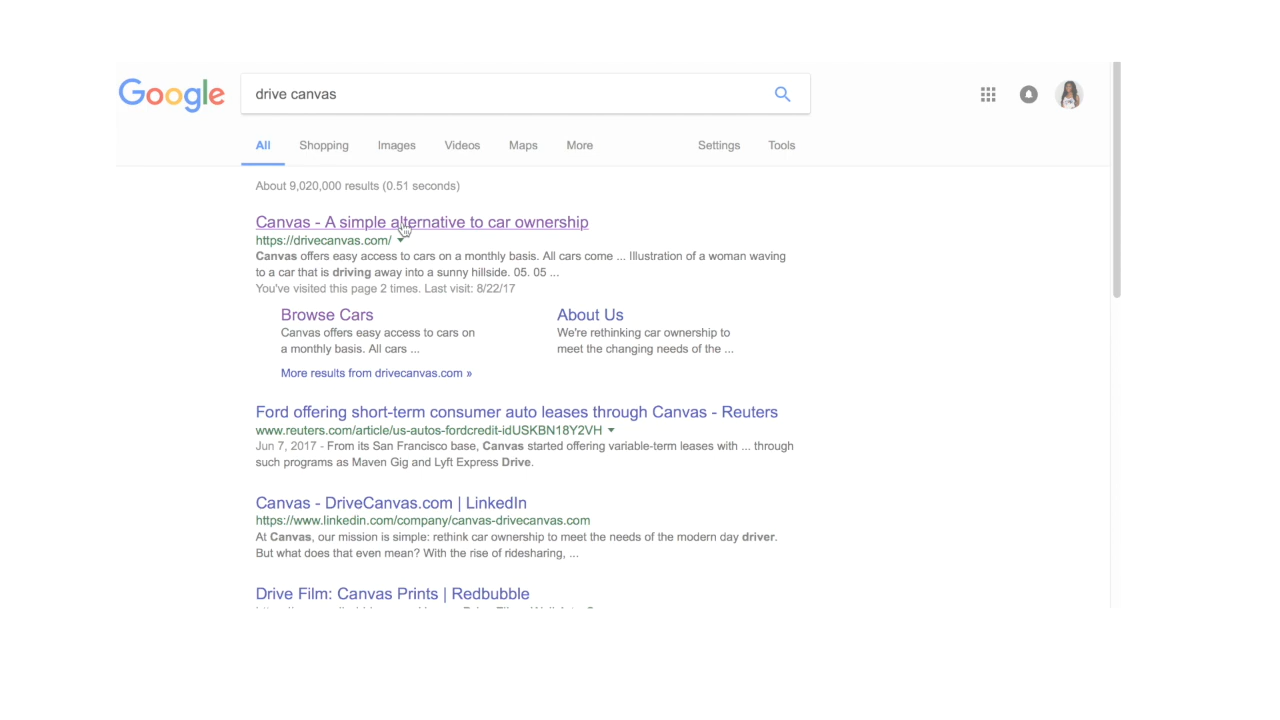 Google
drive canvas
All Shopping Images Videos Maps More Settings Tools
About 9,020,000 results (0.51 seconds)
Canvas - A simple alternative to car ownership
https://drivecanvas.com/
Canvas offers easy access to cars on a monthly basis. All cars come ... Illustration of a woman waving
to a car that is driving away into a sunny hillside. 05. 05 ...
You've visited this page 2 times. Last visit: 8/22/17
Browse Cars
Canvas offers easy access to cars on
a monthly basis. All cars ...
About Us
We're rethinking car ownership to
meet the changing needs of the ...
More results from drivecanvas.com »
Ford offering short-term consumer auto leases through Canvas - Reuters
www.reuters.com/article/us-autos-fordcredit-idUSKBN18Y2VH
Jun 7, 2017 - From its San Francisco base, Canvas started offering variable-term leases with ... through
such programs as Maven Gig and Lyft Express Drive.
Canvas - DriveCanvas.com | LinkedIn
https://www.linkedin.com/company/canvas-drivecanvas.com
At Canvas, our mission is simple: rethink car ownership to meet the needs of the modern day driver.
But what does that even mean? With the rise of ridesharing, ...
Drive Film: Canvas Prints | Redbubble